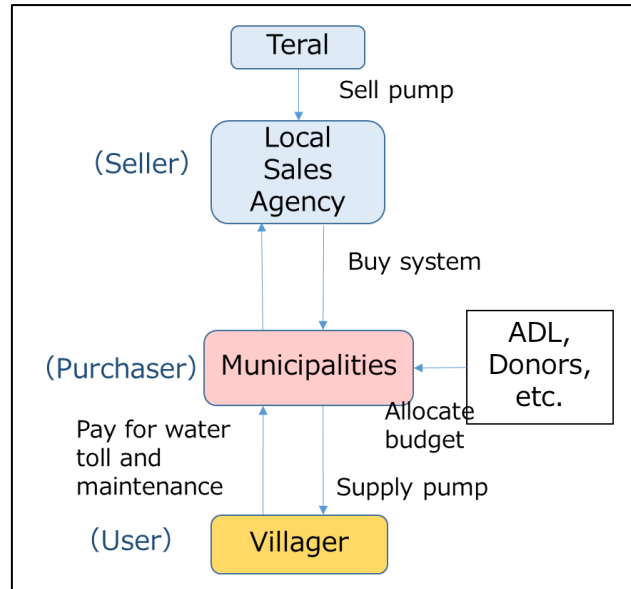 Teral
Sell pump
(Seller)
Local
Sales
Agency
Buy system
(Purchaser)
Municipalities
ADL,
Donors,
etc.
Allocate
budget
Pay for water
toll and
maintenance
Supply pump
(User)
Villager